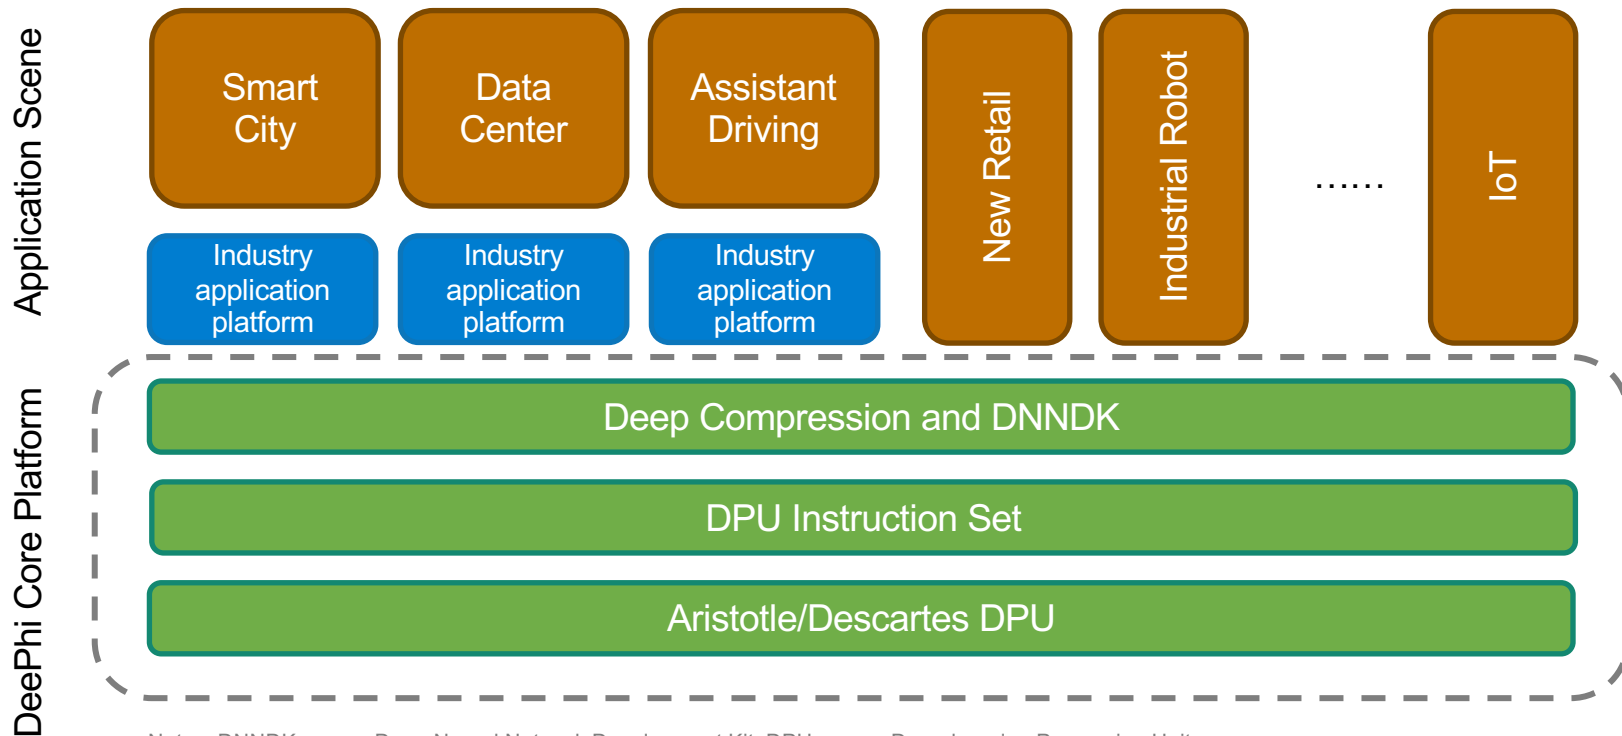 Application Scene
Smart
City
Data
Center
Assistant
Driving
New Retail
Industrial Robot
......
IoT
Industry
application
platform
Industry
application
platform
Industry
application
platform
DeePhi Core Platform
Deep Compression and DNNDK
DPU Instruction Set
Aristotle/Descartes DPU